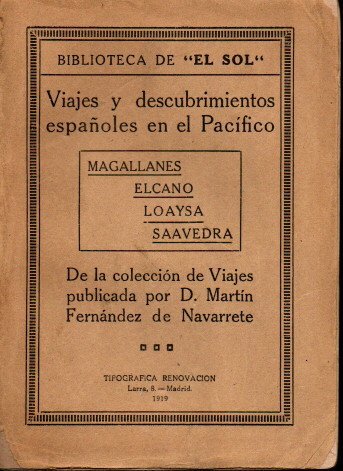 BIBLIOTECA DE "EL SOL"
Viajes y descubrimientos
españoles en el Pacífico
MAGALLANES
ELCANO
LOAYSA
SAAVEDRA
De la colección de Viajes
publicada por D. Martín
Fernández de Navarrete
TIPOGRAFICA RENOVACION
Larra, 8.—Madrid.
1919